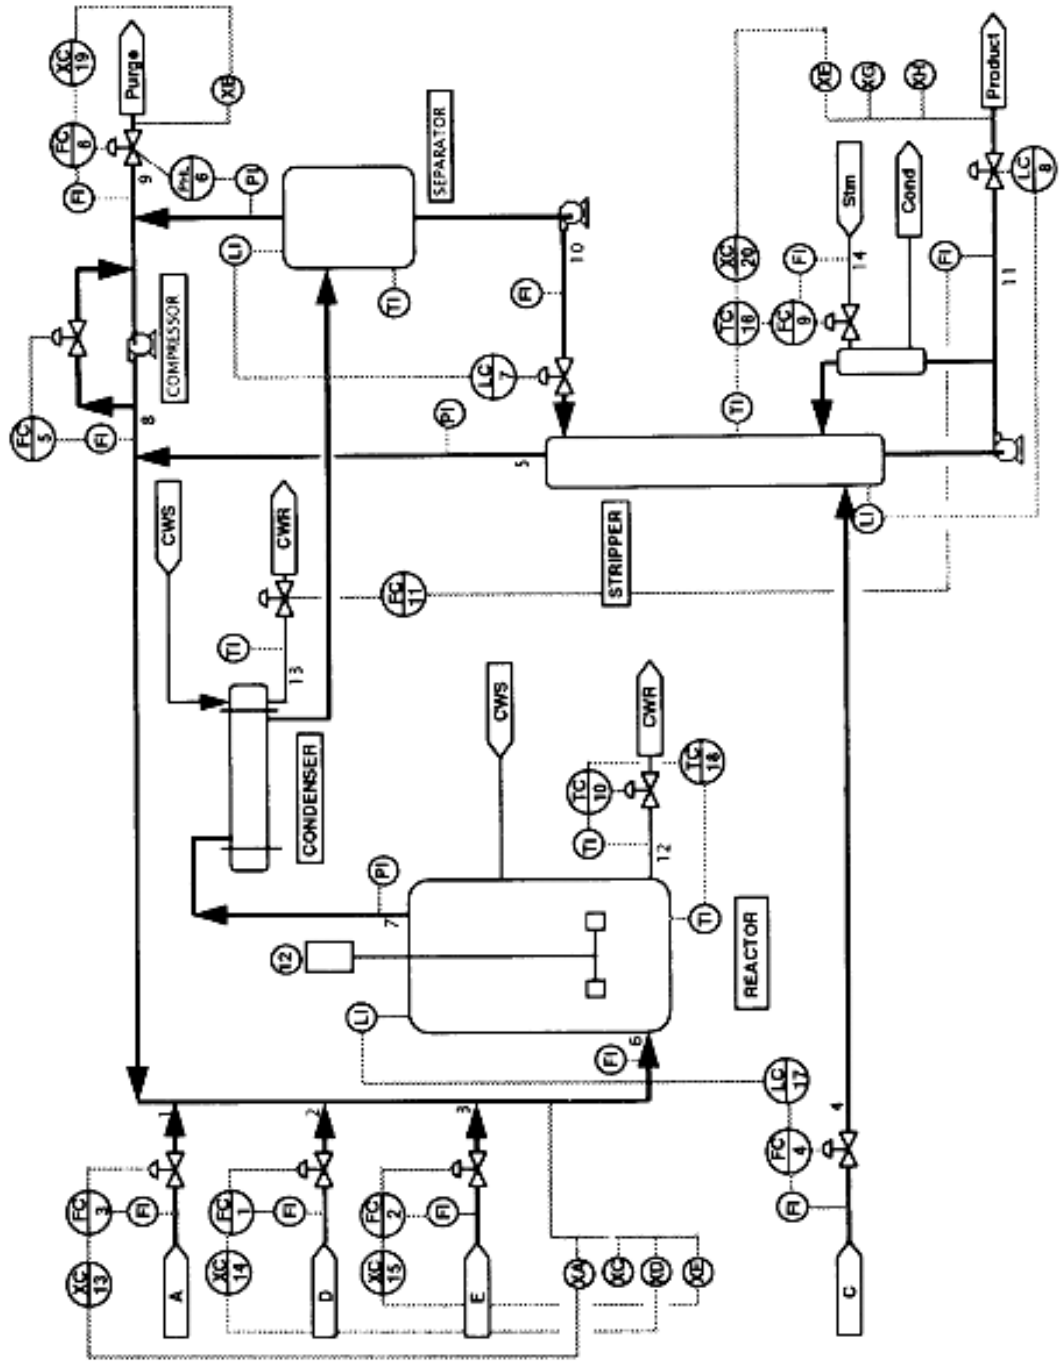 XC
19
Purge
XB
FC
6
FI
9
PHL
6
PI
SEPARATOR
LI
TI
COMPRESSOR
FC
5
FI
8
10
FI
LC
7
PI
5
XE
XG
XH
Product
Stm
Cond
LC
8
XC
20
FI
14
FI
TC
16
FC
9
11
TI
LI
STRIPPER
CWS
CWR
FC
11
TI
13
CONDENSER
CWS
CWR
TC
10
TC
18
TI
12
TI
PI
7
12
REACTOR
LI
FI
6
1
2
3
LC
17
4
FC
4
FI
C
FC
3
FI
XC
13
A
FC
1
FI
XC
14
D
FC
2
FI
XC
15
E
XA
XC
XD
XE